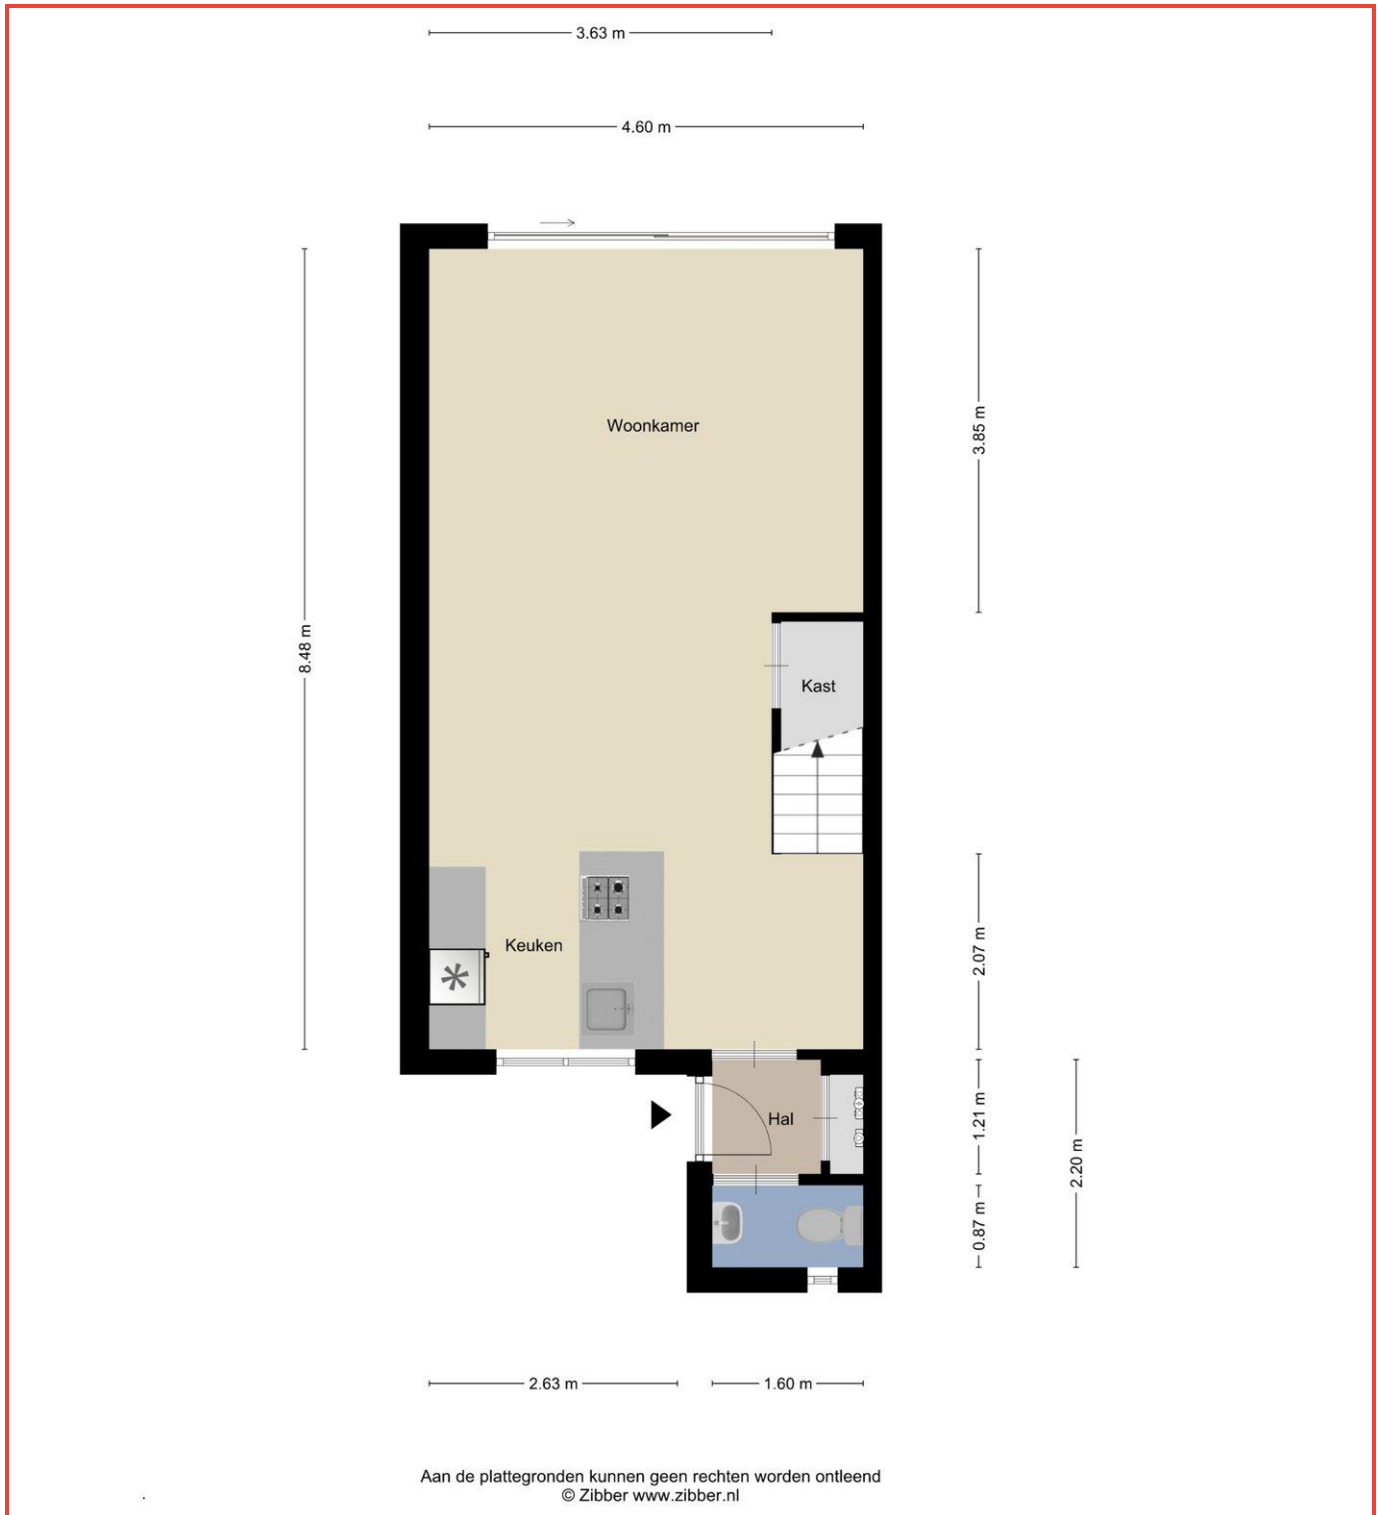 3.63 m
4.60 m
Woonkamer
3.85 m
8.48 m
Kast
Keuken
2.07 m
Hal
1.21 m
2.20 m
0.87 m
2.63 m
1.60 m
Aan de plattegronden kunnen geen rechten worden ontleend
© Zibber www.zibber.nl